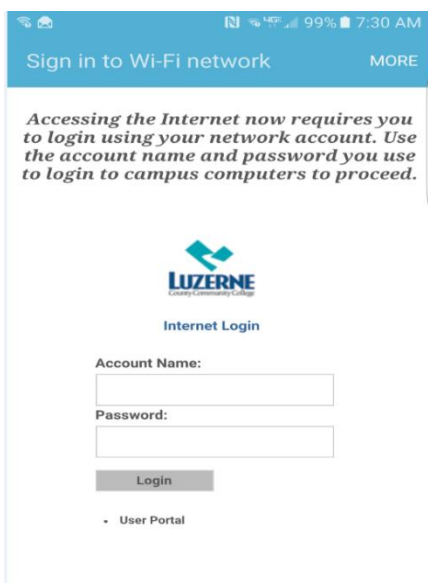 99% 7:30 AM
Sign in to Wi-Fi network MORE
Accessing the Internet now requires you
to login using your network account. Use
the account name and password you use
to login to campus computers to proceed.
LUZERNE
County Community College
Internet Login
Account Name:
Password:
Login
User Portal